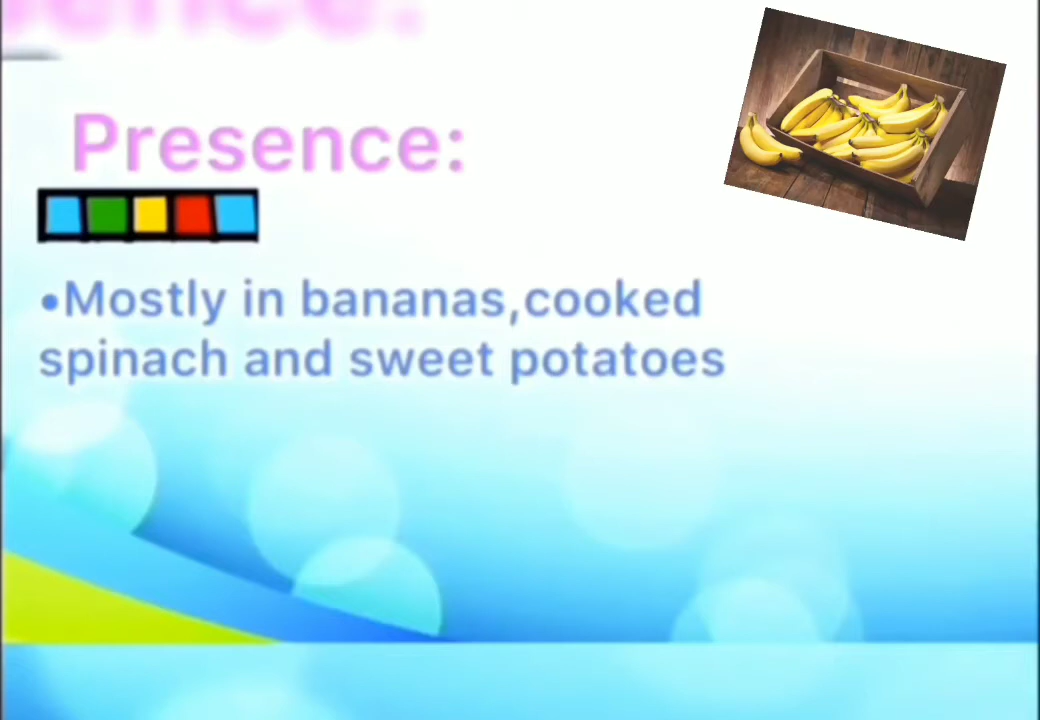 Presence:
•Mostly in bananas,cooked
spinach and sweet potatoes